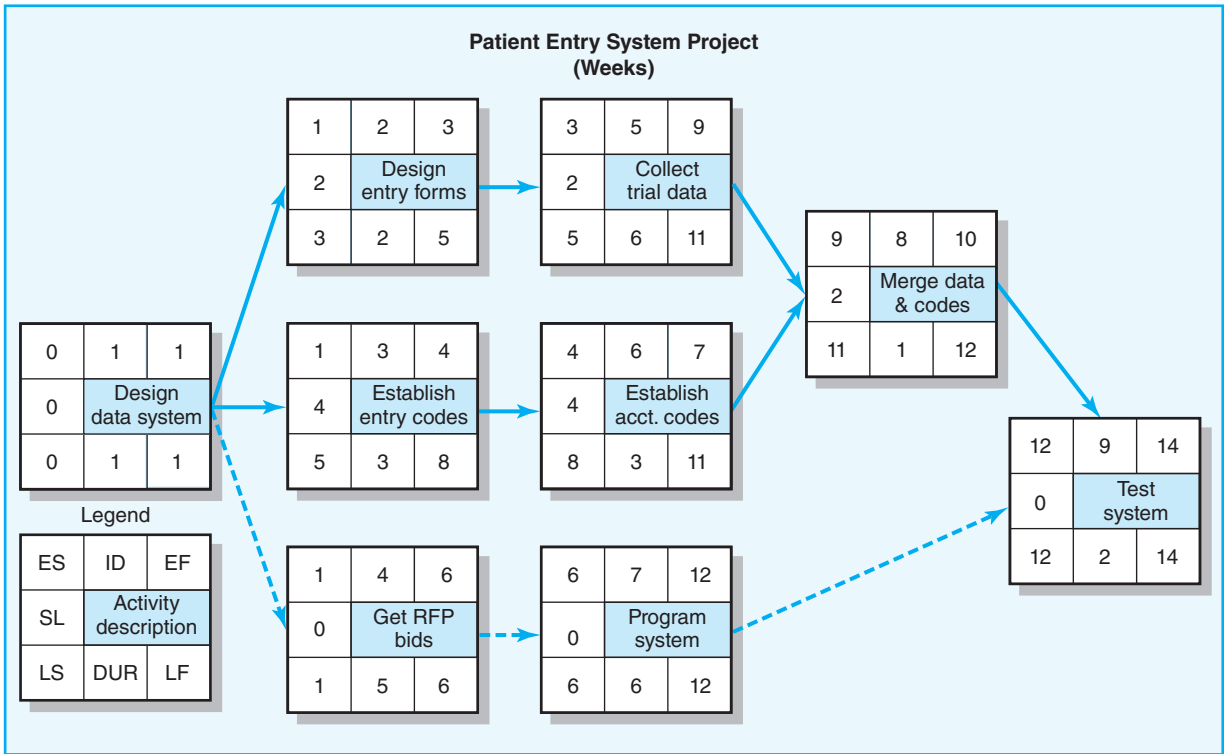 Patient Entry System Project
(Weeks)
1 2 3
2 Design
entry forms
3 2 5
3 5 9
2 Collect
trial data
5 6 11
9 8 10
2 Merge data
& codes
11 1 12
0 1 1
0 Design
data system
0 1 1
1 3 4
4 Establish
entry codes
5 3 8
4 6 7
4 Establish
acct. codes
8 3 11
12 9 14
0 Test
system
12 2 14
Legend
ES ID EF
SL Activity
description
LS DUR LF
1 4 6
0 Get RFP
bids
1 5 6
6 7 12
0 Program
system
6 6 12